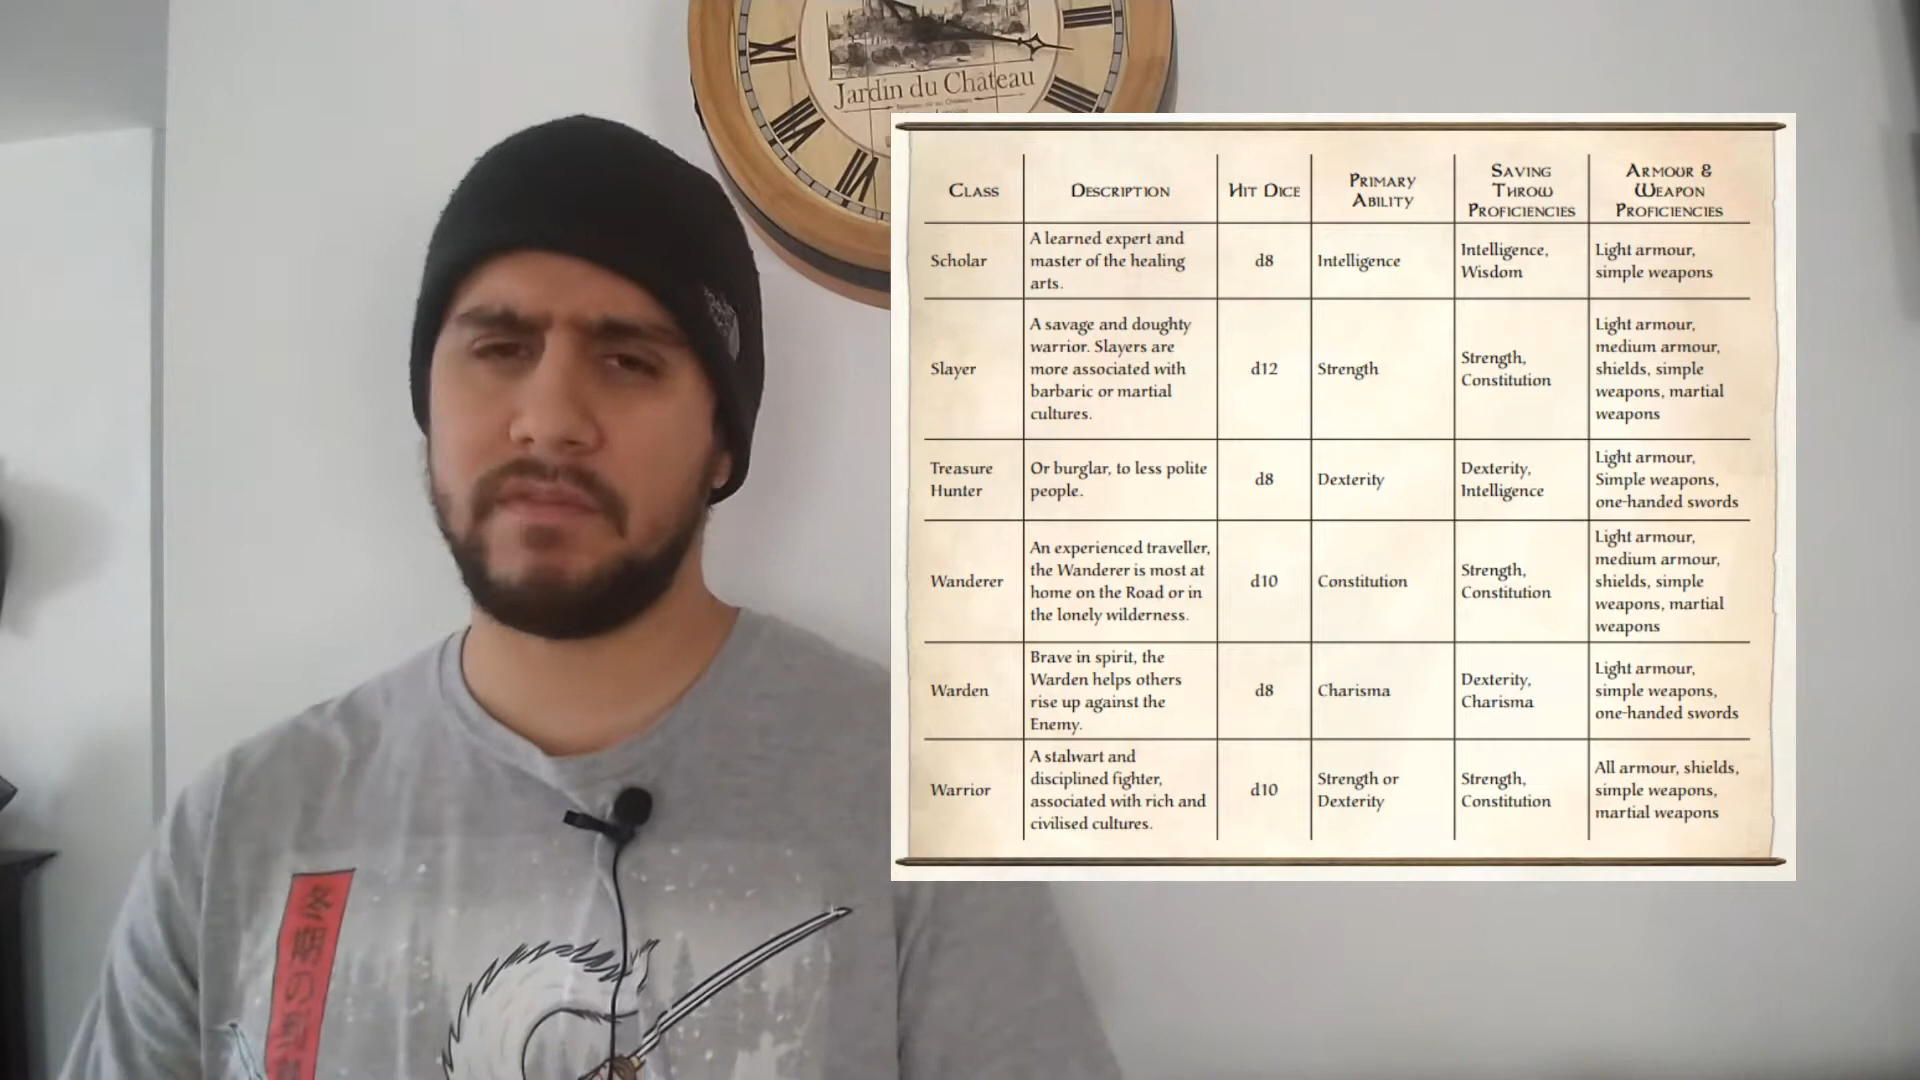 Jardin du Château
CLASS
DESCRIPTION
HIT DICE
PRIMARY
ABILITY
SAVING
THROW
PROFICIENCIES
ARMOUR &
WEAPON
PROFICIENCIES
Scholar
A learned expert and
master of the healing
arts.
d8
Intelligence
Intelligence,
Wisdom
Light armour,
simple weapons
Slayer
A savage and doughty
warrior. Slayers are
more associated with
barbaric or martial
cultures.
d12
Strength
Strength,
Constitution
Light armour,
medium armour,
shields, simple
weapons, martial
weapons
Treasure
Hunter
Or burglar, to less polite
people.
d8
Dexterity
Dexterity,
Intelligence
Light armour,
Simple weapons,
one-handed swords
Wanderer
An experienced traveller,
the Wanderer is most at
home on the Road or in
the lonely wilderness.
d10
Constitution
Strength,
Constitution
Light armour,
medium armour,
shields, simple
weapons, martial
weapons
Warden
Brave in spirit, the
Warden helps others
rise up against the
Enemy.
d8
Charisma
Dexterity,
Charisma
Light armour,
simple weapons,
one-handed swords
Warrior
A stalwart and
disciplined fighter,
associated with rich and
civilised cultures.
d10
Strength or
Dexterity
Strength,
Constitution
All armour, shields,
simple weapons,
martial weapons
冬期の